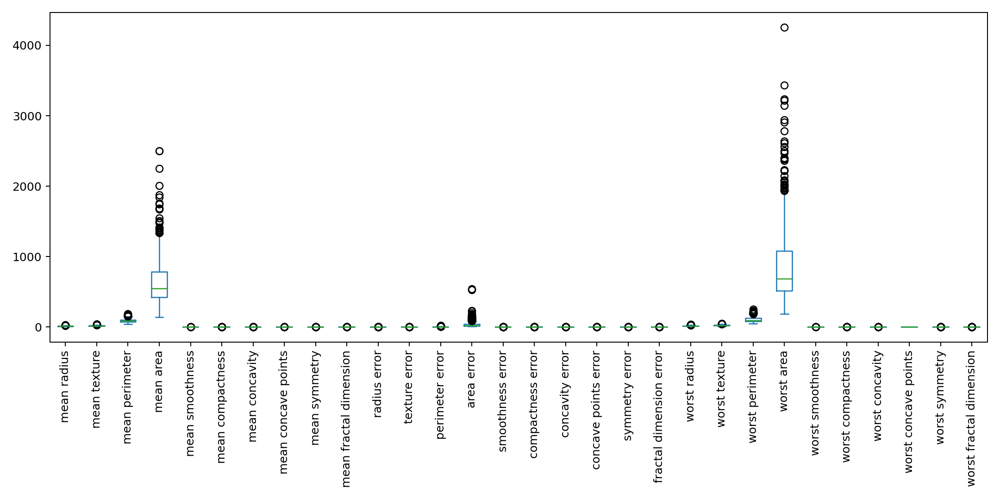 4000
3000
2000
1000
0
mean radius
mean texture
mean perimeter
mean area
mean smoothness
mean compactness
mean concavity
mean concave points
mean symmetry
mean fractal dimension
radius error
texture error
perimeter error
area error
smoothness error
compactness error
concavity error
concave points error
symmetry error
fractal dimension error
worst radius
worst texture
worst perimeter
worst area
worst smoothness
worst compactness
worst concavity
worst concave points
worst symmetry
worst fractal dimension